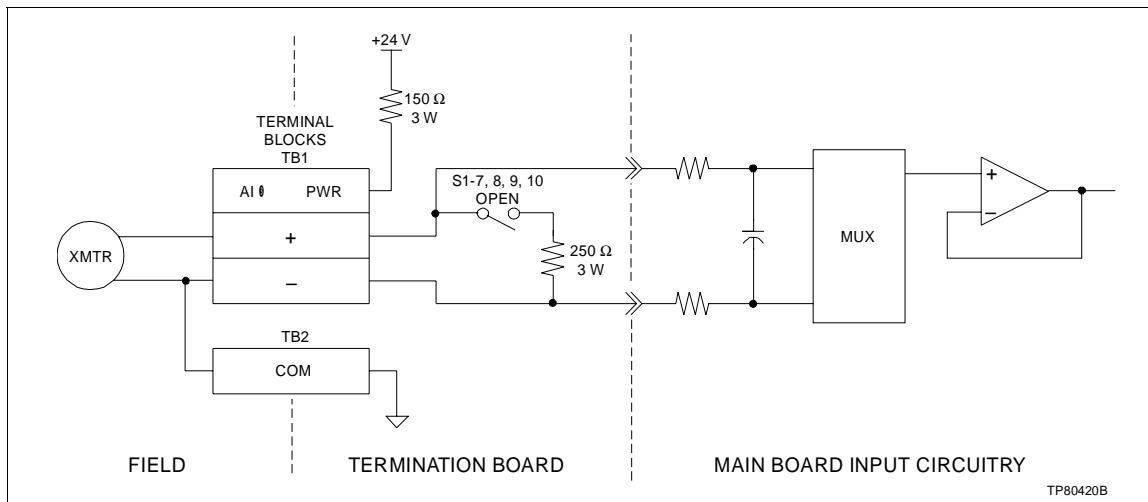 +24 V
150 Ω
3 W
TERMINAL
BLOCKS
TB1
AI PWR
S1-7, 8, 9, 10
OPEN
+
250 Ω
3 W
XMTR
−
MUX
+
−
TB2
COM
FIELD
TERMINATION BOARD
MAIN BOARD INPUT CIRCUITRY
TP80420B